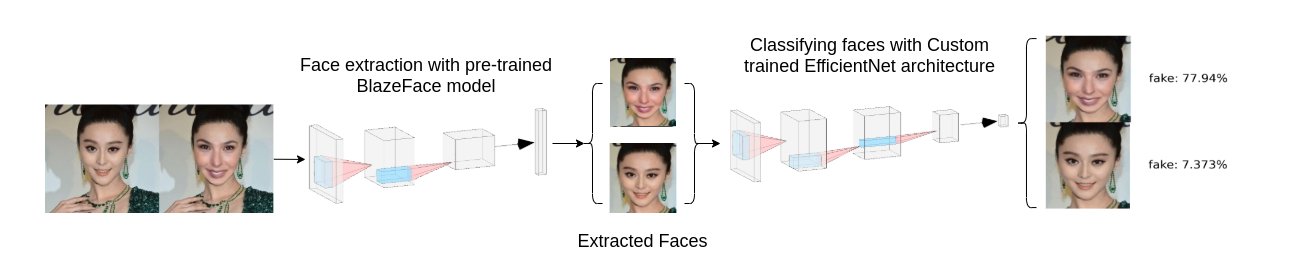 Face extraction with pre-trained
BlazeFace model
Extracted Faces
Classifying faces with Custom
trained EfficientNet architecture
fake: 77.94%
fake: 7.373%